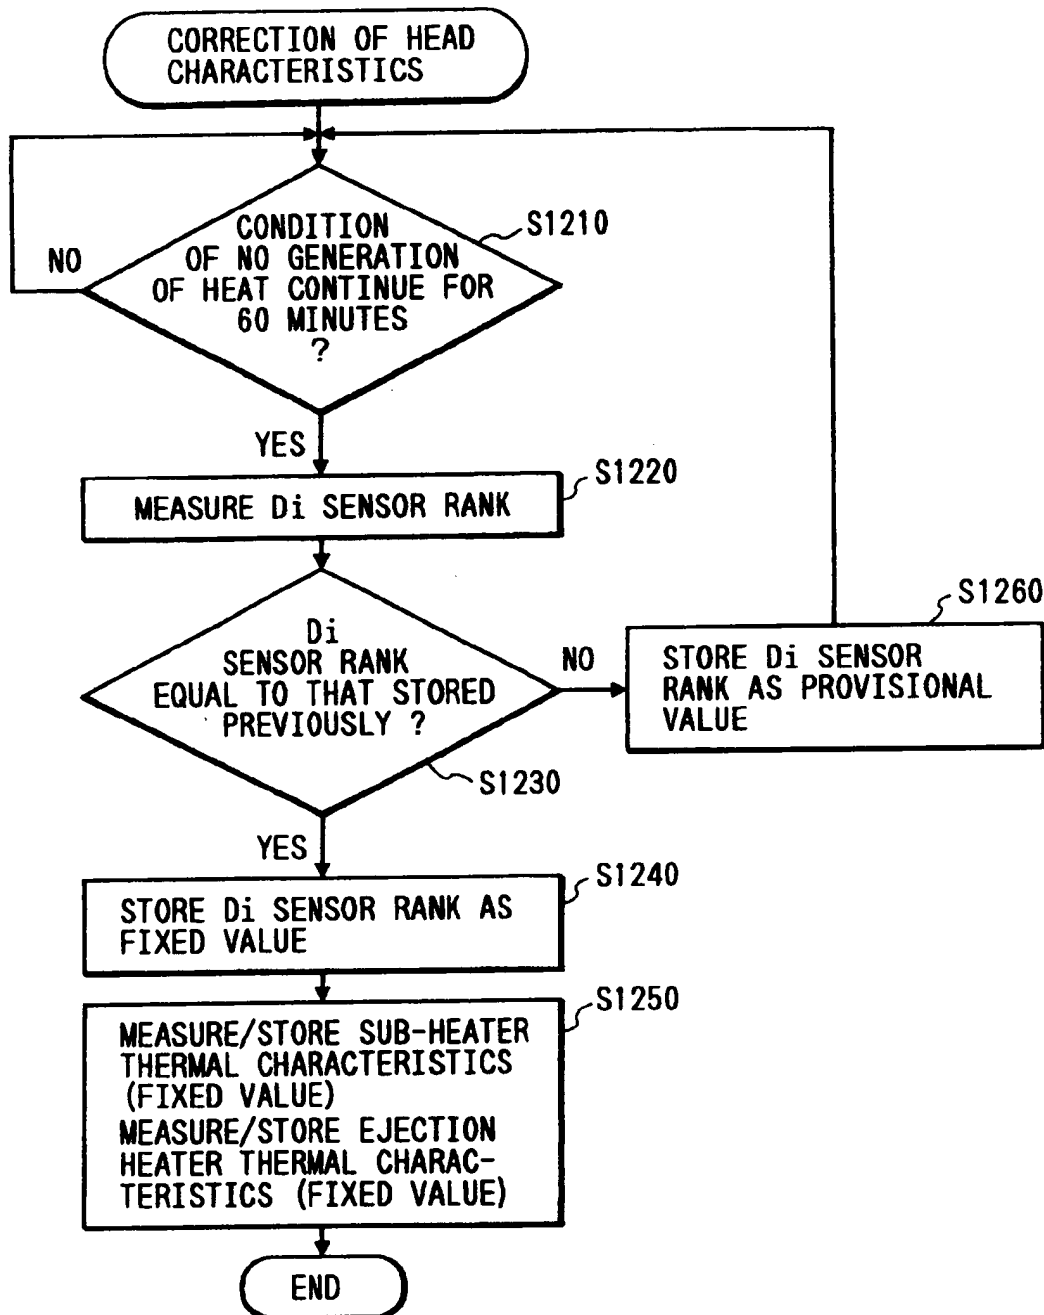 CORRECTION OF HEAD
CHARACTERISTICS
CONDITION
OF NO GENERATION
OF HEAT CONTINUE FOR
60 MINUTES
?
S1210
NO
YES
MEASURE Di SENSOR RANK
S1220
Di
SENSOR RANK
EQUAL TO THAT STORED
PREVIOUSLY ?
S1230
NO
STORE Di SENSOR
RANK AS PROVISIONAL
VALUE
S1260
YES
STORE Di SENSOR RANK AS
FIXED VALUE
S1240
MEASURE/STORE SUB-HEATER
THERMAL CHARACTERISTICS
(FIXED VALUE)
MEASURE/STORE EJECTION
HEATER THERMAL CHARAC-
TERISTICS (FIXED VALUE)
S1250
END